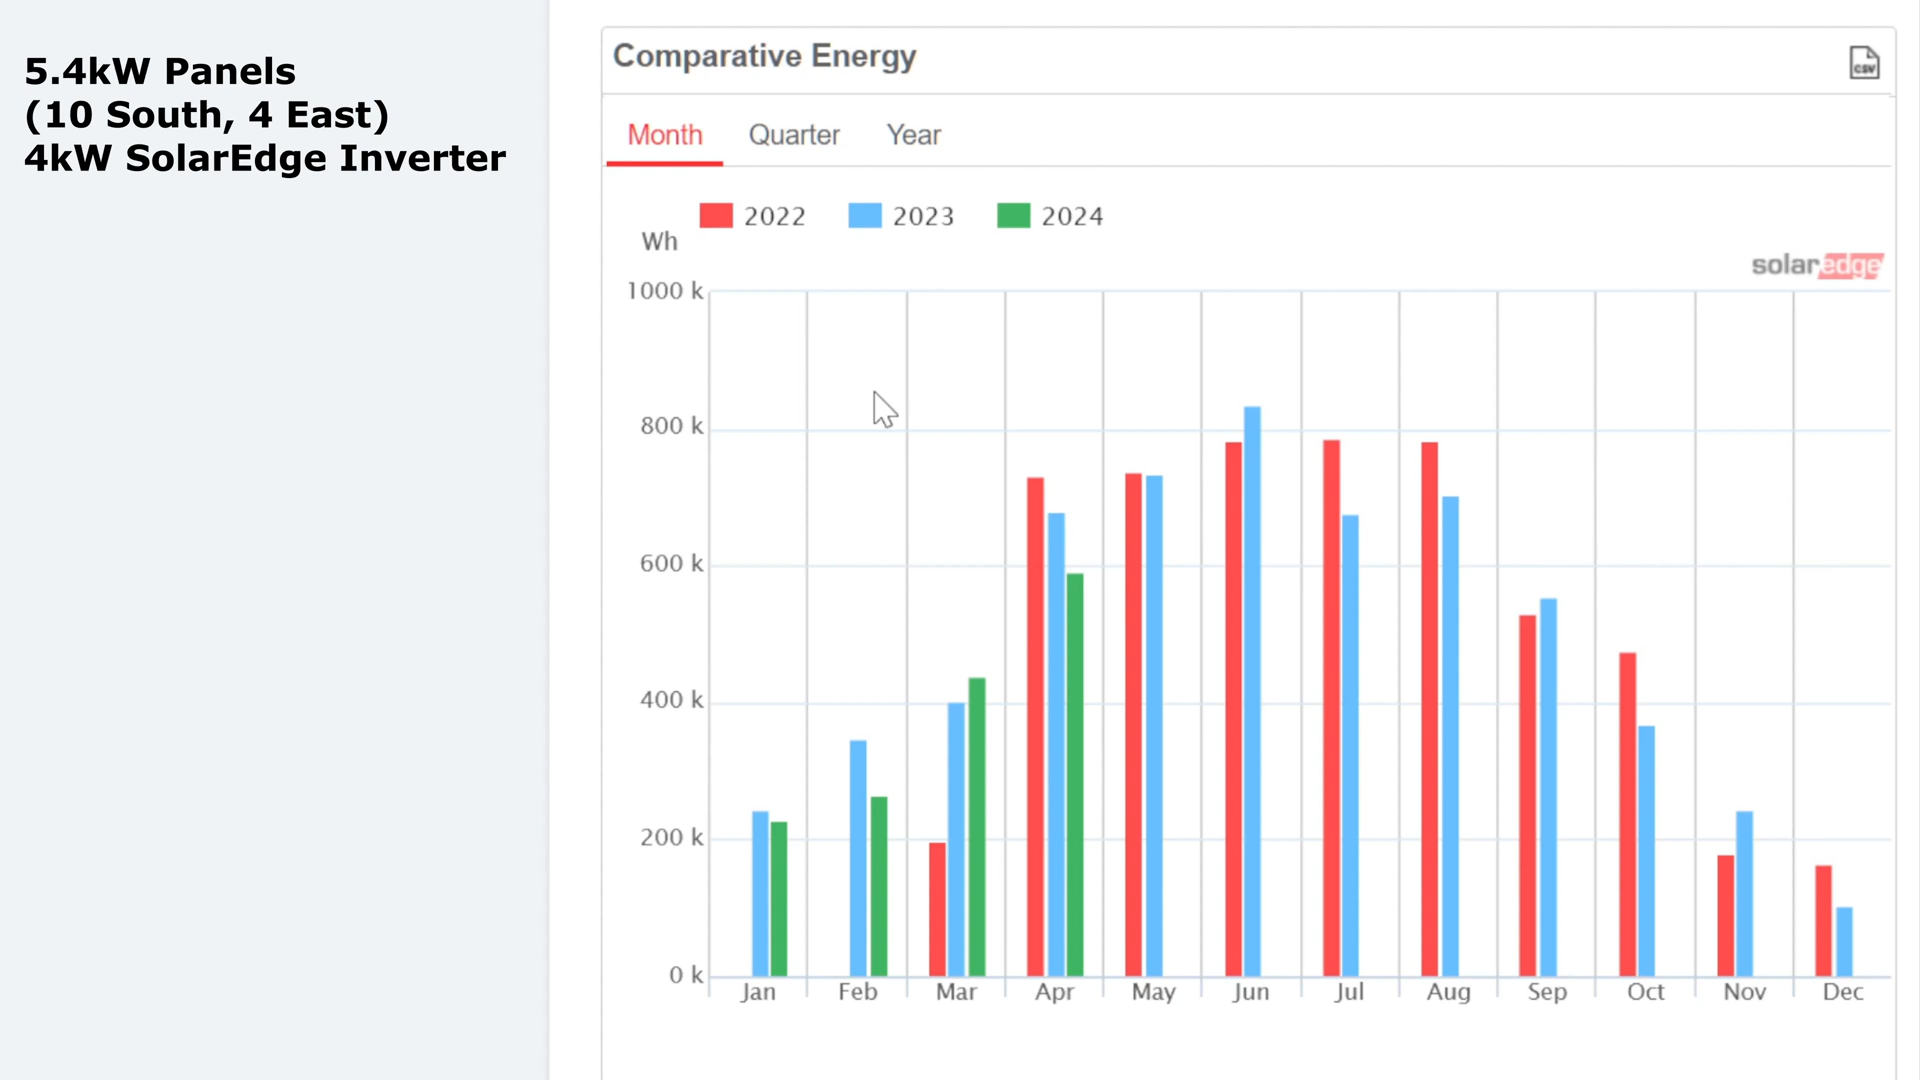 5.4kW Panels
(10 South, 4 East)
4kW SolarEdge Inverter
Comparative Energy
CSV
Month Quarter Year
2022 2023 2024
Wh
solaredge
1000 k
800 k
600 k
400 k
200 k
0 k
Jan Feb Mar Apr May Jun Jul Aug Sep Oct Nov Dec